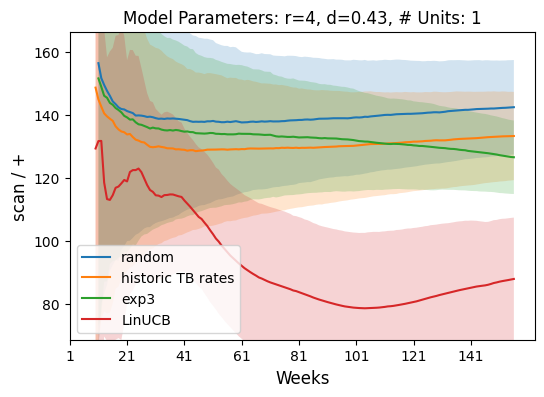 Model Parameters: r=4, d=0.43, # Units: 1
scan / +
160
140
120
100
80
random
historic TB rates
exp3
LinUCB
1
21
41
61
81
101
121
141
Weeks